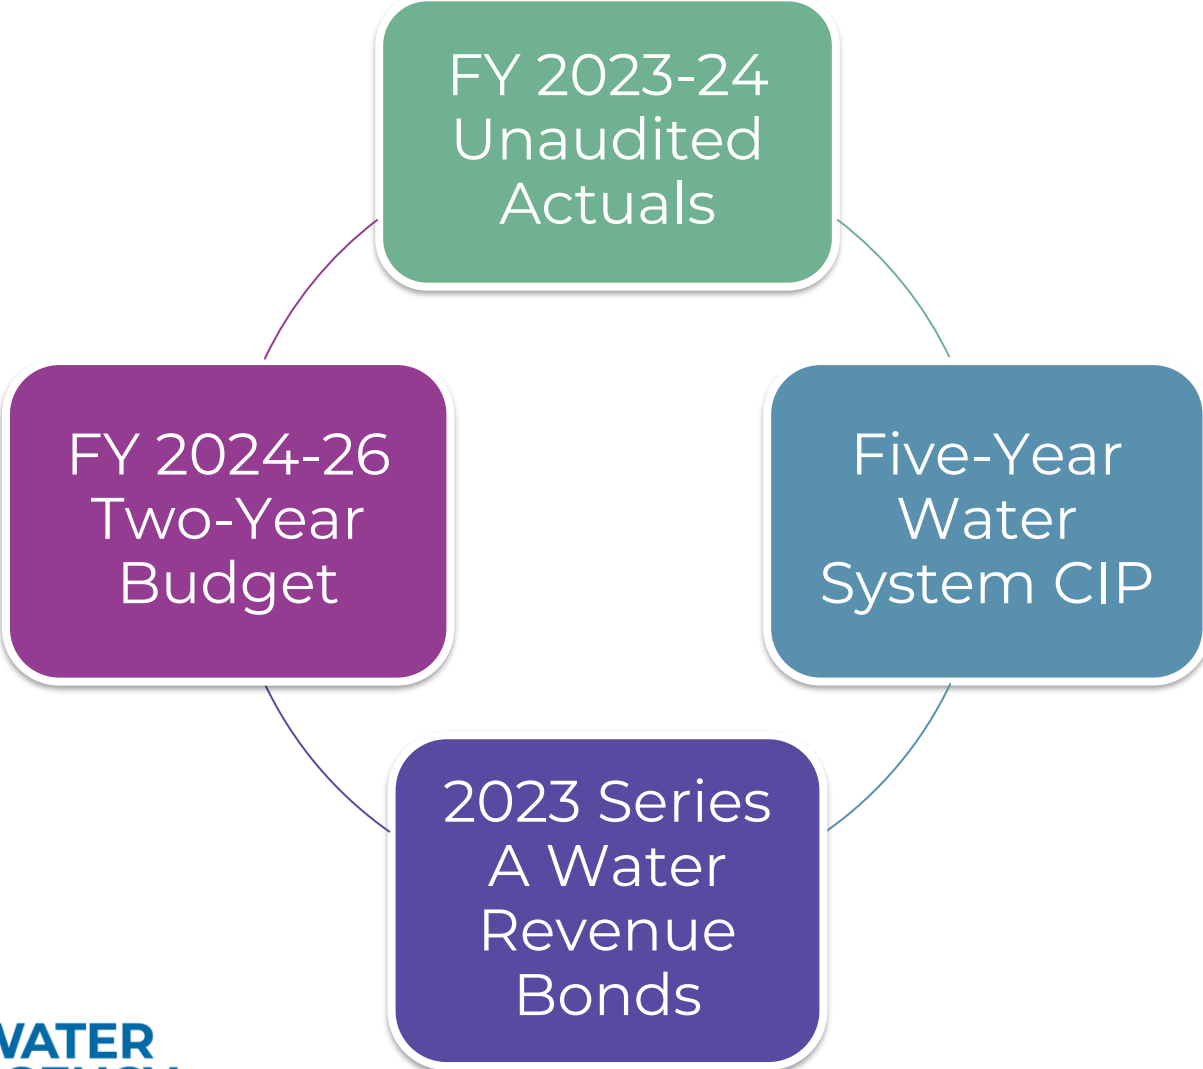 FY 2023-24
Unaudited
Actuals
FY 2024-26
Two-Year
Budget
Five-Year
Water
System CIP
2023 Series
A Water
Revenue
Bonds
WATER